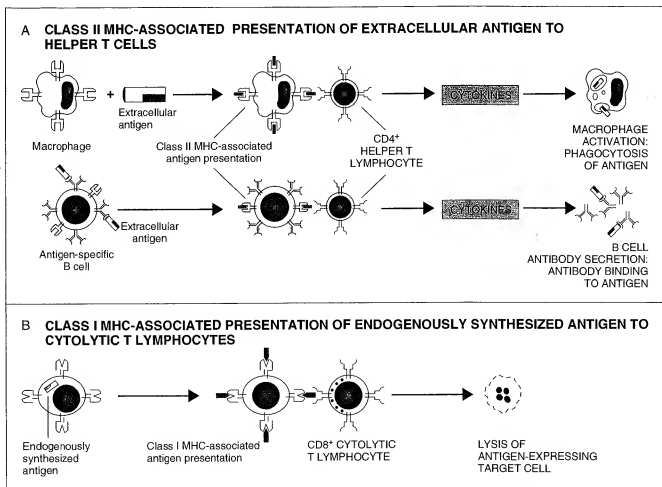 A CLASS II MHC-ASSOCIATED PRESENTATION OF EXTRACELLULAR ANTIGEN TO
HELPER T CELLS
+
Extracellular
antigen
Macrophage
Class II MHC-associated
antigen presentation
CD4+
HELPER T
LYMPHOCYTE
CYTOKINES
MACROPHAGE
ACTIVATION:
PHAGOCYTOSIS
OF ANTIGEN
Extracellular
antigen
Antigen-specific
B cell
CYTOKINES
B CELL
ANTIBODY SECRETION:
ANTIBODY BINDING
TO ANTIGEN
B CLASS I MHC-ASSOCIATED PRESENTATION OF ENDOGENOUSLY SYNTHESIZED ANTIGEN TO
CYTOLYTIC T LYMPHOCYTES
Endogenously
synthesized
antigen
Class I MHC-associated
antigen presentation
CD8+ CYTOLYTIC
T LYMPHOCYTE
LYSIS OF
ANTIGEN-EXPRESSING
TARGET CELL